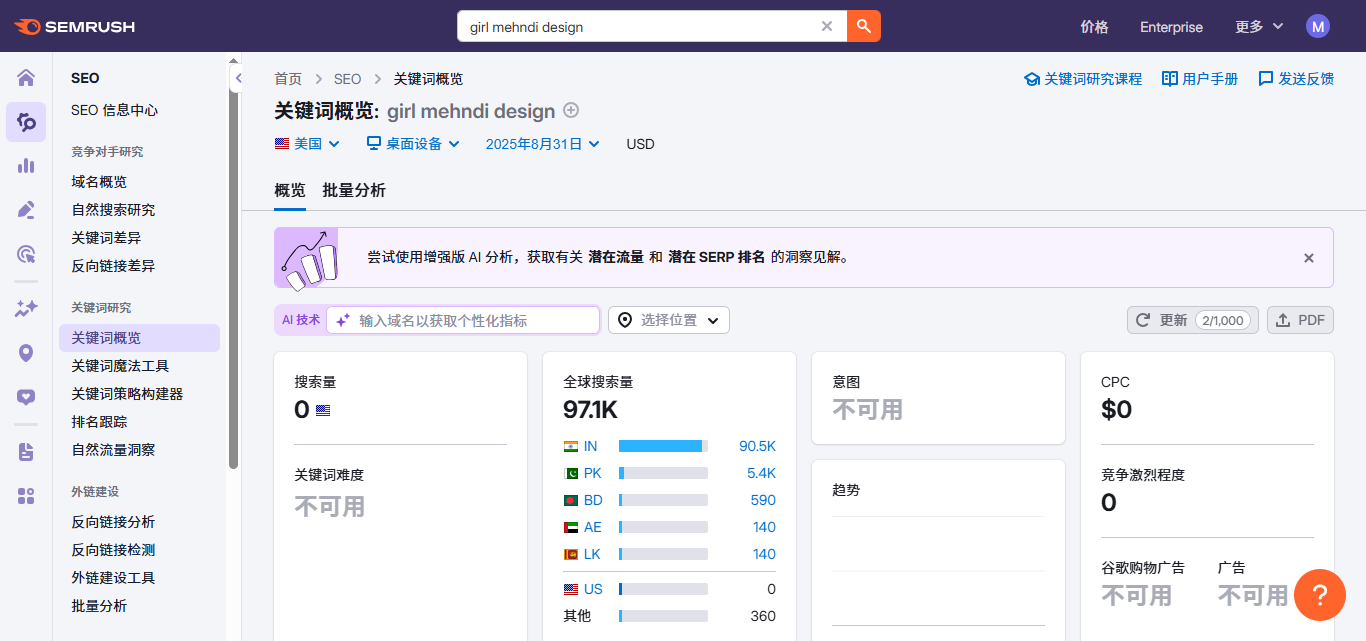 SEMRUSH
girl mehndi design
价格
Enterprise
更多
M
SEO
SEO 信息中心
竞争对手研究
域名概览
自然搜索研究
关键词差异
反向链接差异
关键词研究
关键词概览
关键词魔法工具
关键词策略构建器
排名跟踪
自然流量洞察
外链建设
反向链接分析
反向链接检测
外链建设工具
批量分析
首页 > SEO > 关键词概览
关键词研究课程
用户手册
发送反馈
关键词概览: girl mehndi design
美国
桌面设备
2025年8月31日
USD
概览
批量分析
尝试使用增强版 AI 分析，获取有关 潜在流量 和 潜在 SERP 排名 的洞察见解。
AI 技术
输入域名以获取个性化指标
选择位置
更新 2/1,000
PDF
搜索量
0
关键词难度
不可用
全球搜索量
97.1K
IN 90.5K
PK 5.4K
BD 590
AE 140
LK 140
US 0
其他 360
意图
不可用
趋势
CPC
$0
竞争激烈程度
0
谷歌购物广告
不可用
广告
不可用
?